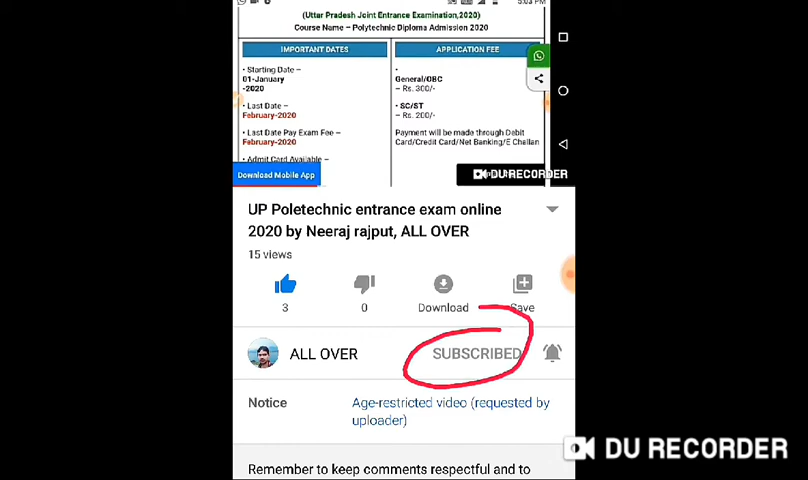 5:03 PM
(Uttar Pradesh Joint Entrance Examination,2020)
Course Name – Polytechnic Diploma Admission 2020
IMPORTANT DATES
• Starting Date –
01-January
-2020
• Last Date –
February-2020
• Last Date Pay Exam Fee –
February-2020
• Admit Card Available –
APPLICATION FEE
•
General/OBC
– Rs. 300/-
• SC/ST
– Rs. 200/-
Payment will be made through Debit
Card/Credit Card/Net Banking/E Challan
Download Mobile App
DU RECORDER
UP Poletechnic entrance exam online
2020 by Neeraj rajput, ALL OVER
15 views
3
0
Download
Save
ALL OVER
SUBSCRIBED
Notice
Age-restricted video (requested by
uploader)
DU RECORDER
Remember to keep comments respectful and to